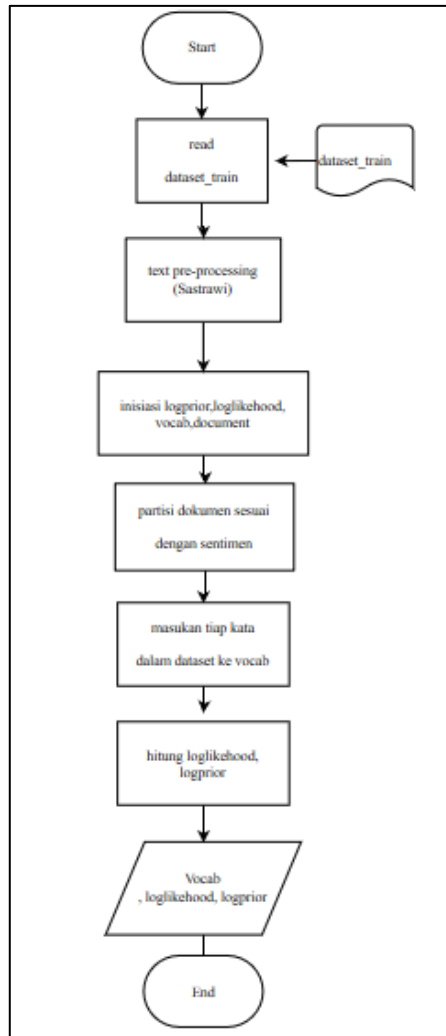 Start
read
dataset_train
dataset_train
text pre-processing
(Sastrawi)
inisiasi logprior,loglikehood,
vocab,document
partisi dokumen sesuai
dengan sentimen
masukan tiap kata
dalam dataset ke vocab
hitung loglikehood,
logprior
Vocab
, loglikehood, logprior
End